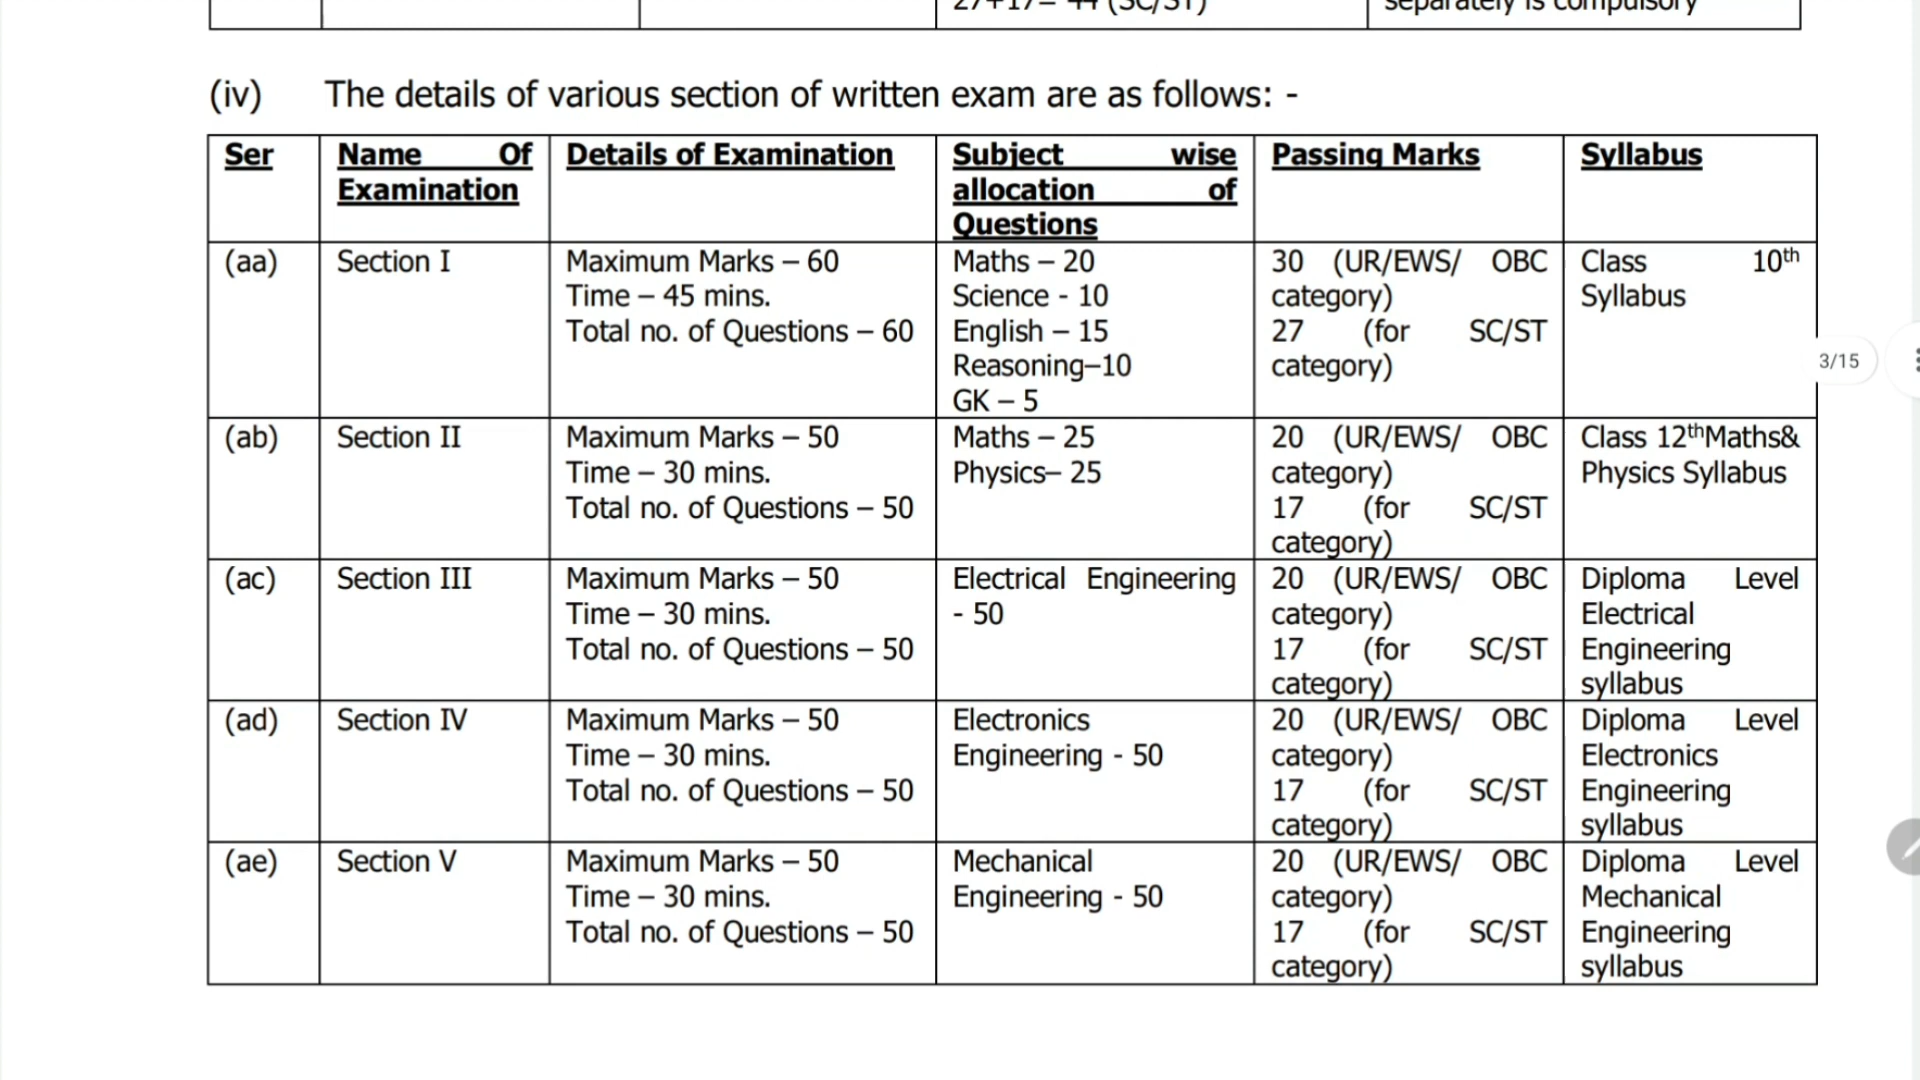 27+17= 44 (SC/ST)
separately is compulsory
(iv) The details of various section of written exam are as follows: -
Ser
Name Of
Examination
Details of Examination
Subject wise
allocation of
Questions
Passing Marks
Syllabus
(aa)
Section I
Maximum Marks – 60
Time – 45 mins.
Total no. of Questions – 60
Maths – 20
Science - 10
English – 15
Reasoning–10
GK – 5
30 (UR/EWS/ OBC
category)
27 (for SC/ST
category)
Class 10th
Syllabus
(ab)
Section II
Maximum Marks – 50
Time – 30 mins.
Total no. of Questions – 50
Maths – 25
Physics– 25
20 (UR/EWS/ OBC
category)
17 (for SC/ST
category)
Class 12thMaths&
Physics Syllabus
(ac)
Section III
Maximum Marks – 50
Time – 30 mins.
Total no. of Questions – 50
Electrical Engineering
- 50
20 (UR/EWS/ OBC
category)
17 (for SC/ST
category)
Diploma Level
Electrical
Engineering
syllabus
(ad)
Section IV
Maximum Marks – 50
Time – 30 mins.
Total no. of Questions – 50
Electronics
Engineering - 50
20 (UR/EWS/ OBC
category)
17 (for SC/ST
category)
Diploma Level
Electronics
Engineering
syllabus
(ae)
Section V
Maximum Marks – 50
Time – 30 mins.
Total no. of Questions – 50
Mechanical
Engineering - 50
20 (UR/EWS/ OBC
category)
17 (for SC/ST
category)
Diploma Level
Mechanical
Engineering
syllabus
3/15